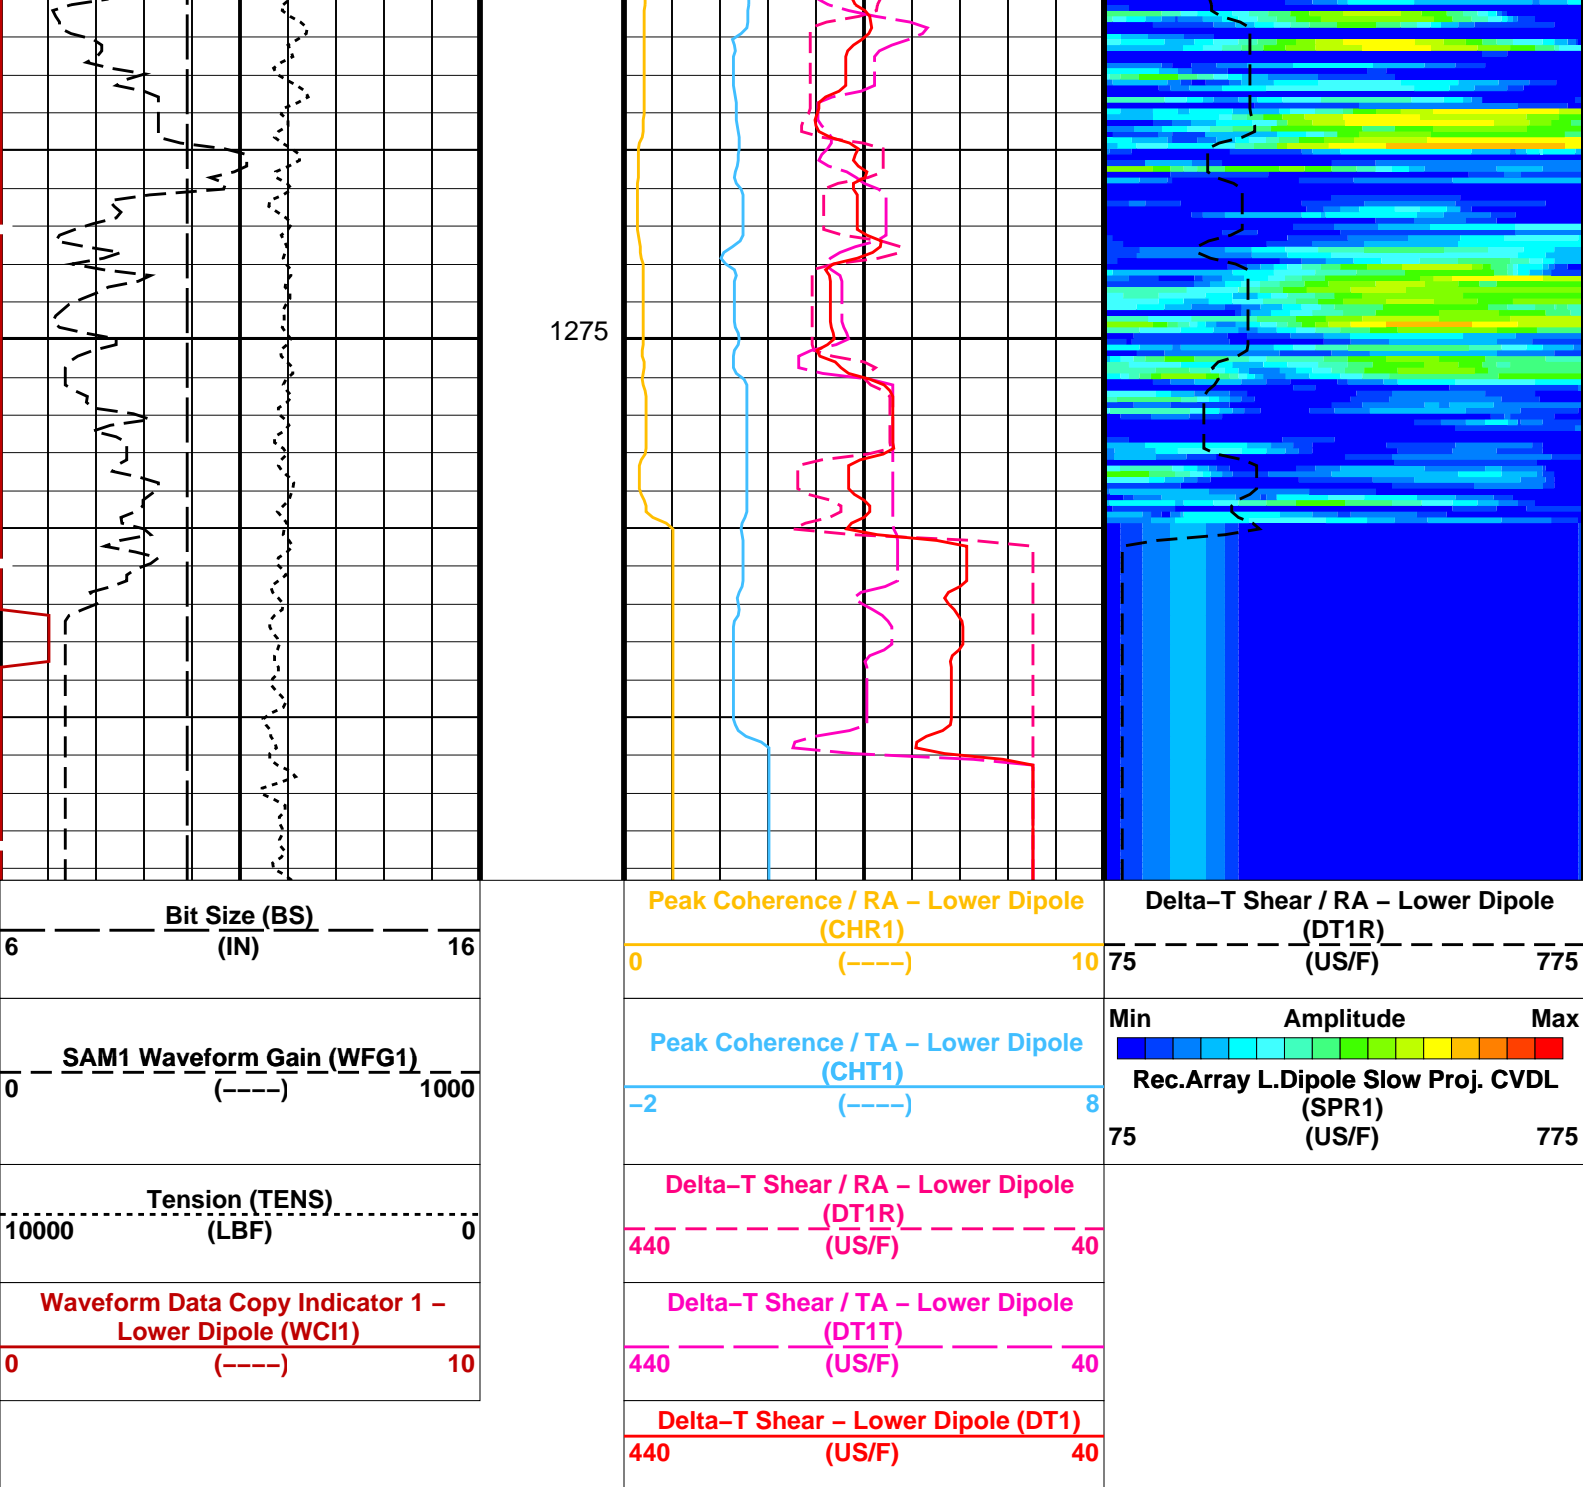 1275
Bit Size (BS)
6 (IN) 16
SAM1 Waveform Gain (WFG1)
0 (----) 1000
Tension (TENS)
10000 (LBF) 0
Waveform Data Copy Indicator 1 –
Lower Dipole (WCI1)
0 (----) 10
Peak Coherence / RA – Lower Dipole
(CHR1)
0 (----) 10
Peak Coherence / TA – Lower Dipole
(CHT1)
–2 (----) 8
Delta–T Shear / RA – Lower Dipole
(DT1R)
440 (US/F) 40
Delta–T Shear / TA – Lower Dipole
(DT1T)
440 (US/F) 40
Delta–T Shear – Lower Dipole (DT1)
440 (US/F) 40
Delta–T Shear / RA – Lower Dipole
(DT1R)
75 (US/F) 775
Min Amplitude Max
Rec.Array L.Dipole Slow Proj. CVDL
(SPR1)
75 (US/F) 775